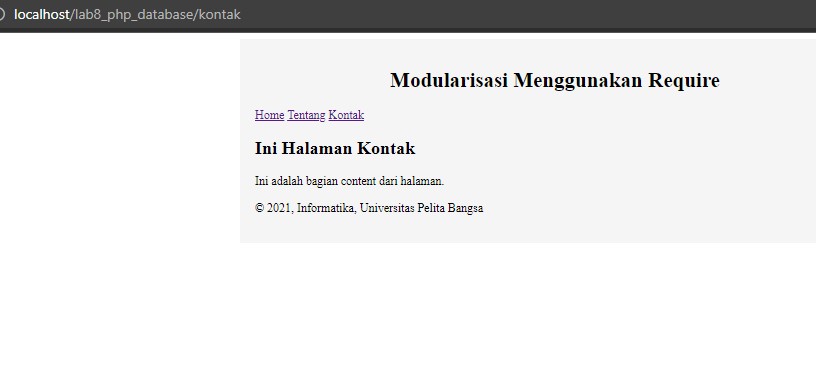 localhost/lab8_php_database/kontak
Modularisasi Menggunakan Require
Home Tentang Kontak
Ini Halaman Kontak
Ini adalah bagian content dari halaman.
© 2021, Informatika, Universitas Pelita Bangsa